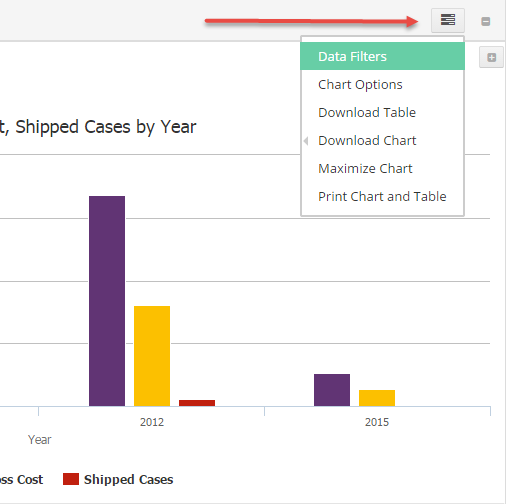 Data Filters
Chart Options
Download Table
Download Chart
Maximize Chart
Print Chart and Table
, Shipped Cases by Year
2012
2015
Year
Cost
Shipped Cases